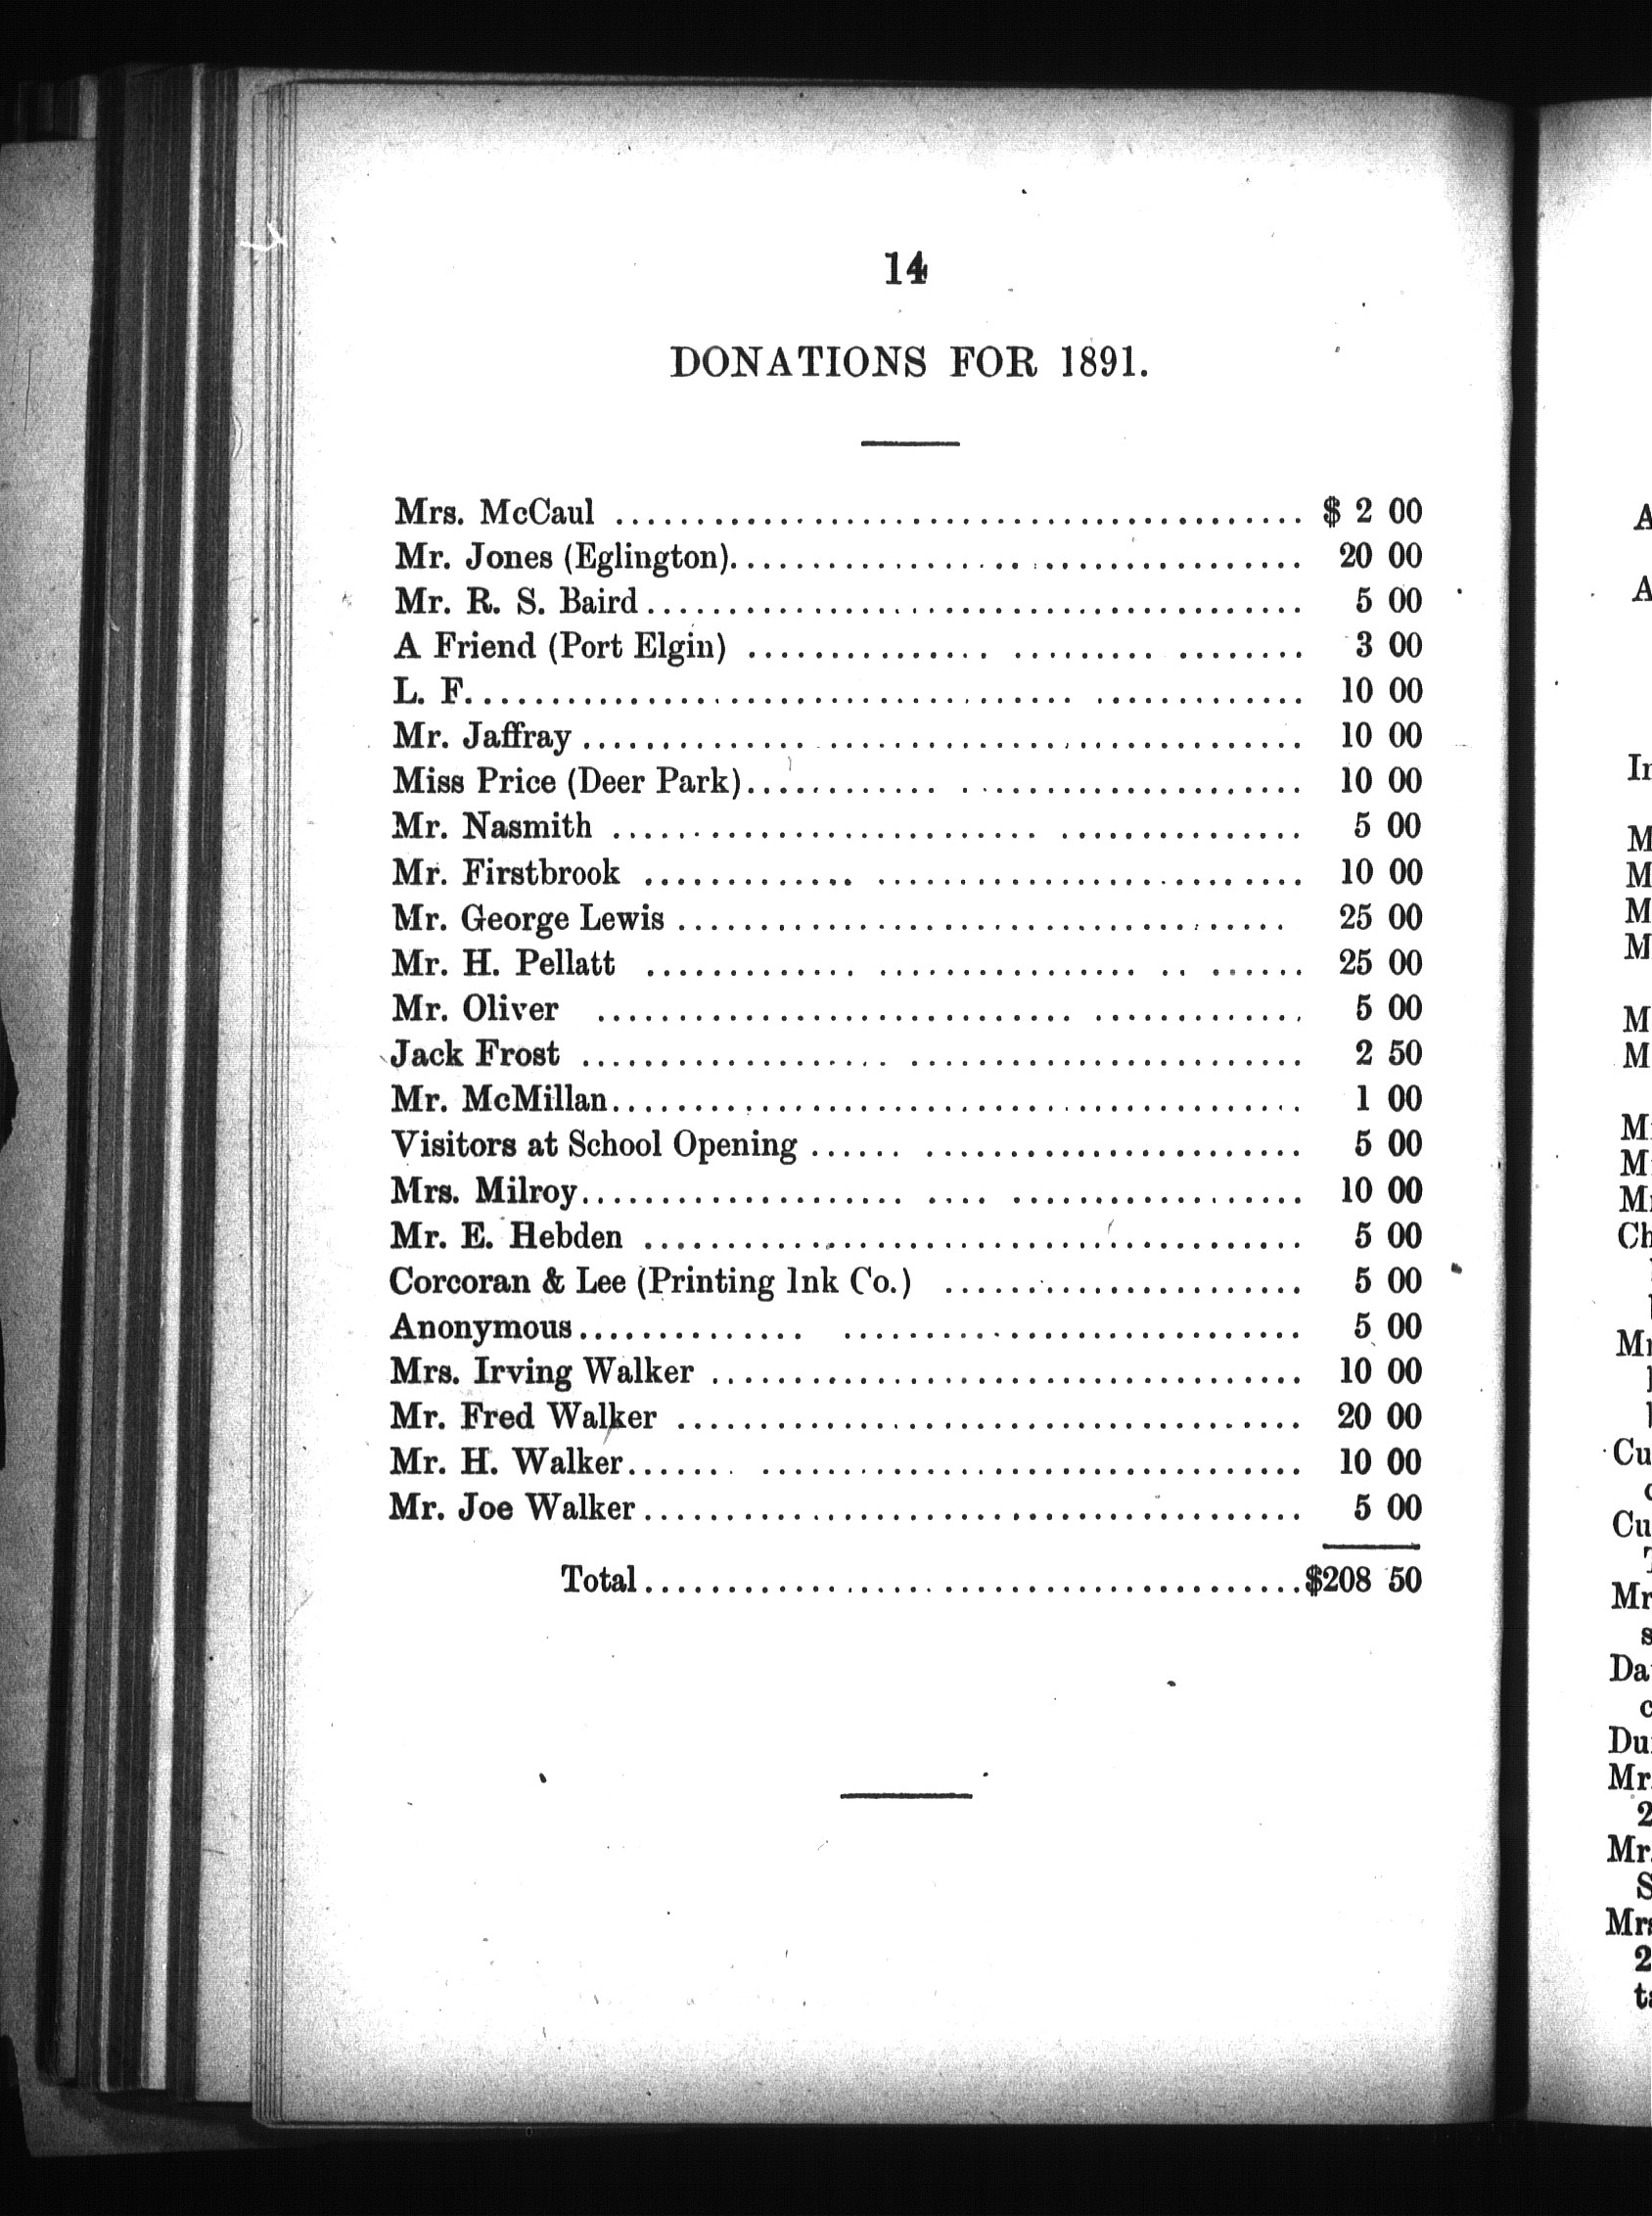 14
DONATIONS FOR 1891.
Mrs. McCaul ........................................ $ 2 00
Mr. Jones (Eglington)................................ 20 00
Mr. R. S. Baird...................................... 5 00
A Friend (Port Elgin) ............................... 3 00
L. F................................................. 10 00
Mr. Jaffray.......................................... 10 00
Miss Price (Deer Park)............................... 10 00
Mr. Nasmith ......................................... 5 00
Mr. Firstbrook ...................................... 10 00
Mr. George Lewis .................................... 25 00
Mr. H. Pellatt ...................................... 25 00
Mr. Oliver .......................................... 5 00
Jack Frost .......................................... 2 50
Mr. McMillan......................................... 1 00
Visitors at School Opening .......................... 5 00
Mrs. Milroy.......................................... 10 00
Mr. E. Hebden ....................................... 5 00
Corcoran & Lee (Printing Ink Co.) ................... 5 00
Anonymous............................................ 5 00
Mrs. Irving Walker .................................. 10 00
Mr. Fred Walker ..................................... 20 00
Mr. H. Walker........................................ 10 00
Mr. Joe Walker....................................... 5 00
Total........................................$208 50